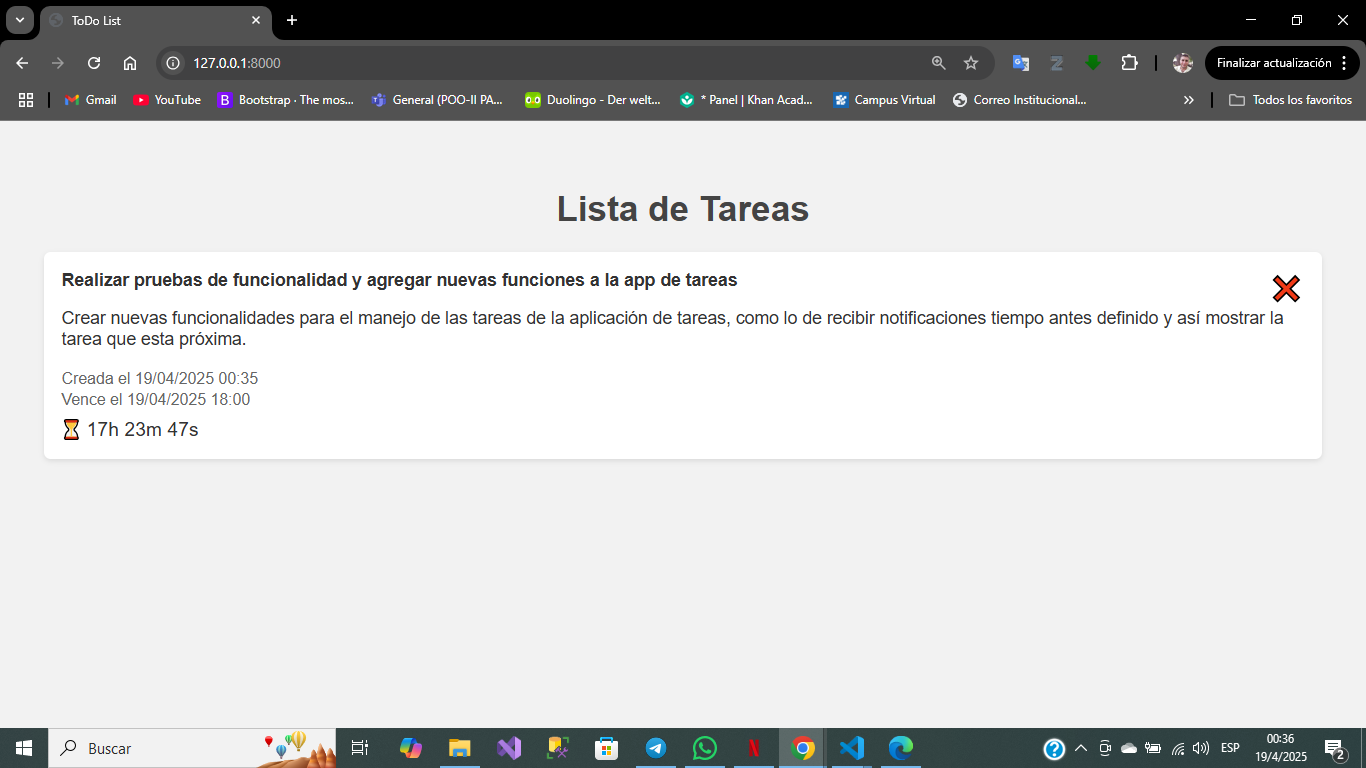 ToDo List
127.0.0.1:8000
Finalizar actualización
Gmail
YouTube
Bootstrap · The mos...
General (POO-II PA...
Duolingo - Der welt...
* Panel | Khan Acad...
Campus Virtual
Correo Institucional...
Todos los favoritos
Lista de Tareas
Realizar pruebas de funcionalidad y agregar nuevas funciones a la app de tareas
Crear nuevas funcionalidades para el manejo de las tareas de la aplicación de tareas, como lo de recibir notificaciones tiempo antes definido y así mostrar la
tarea que esta próxima.
Creada el 19/04/2025 00:35
Vence el 19/04/2025 18:00
17h 23m 47s
Buscar
ESP
00:36
19/4/2025
2